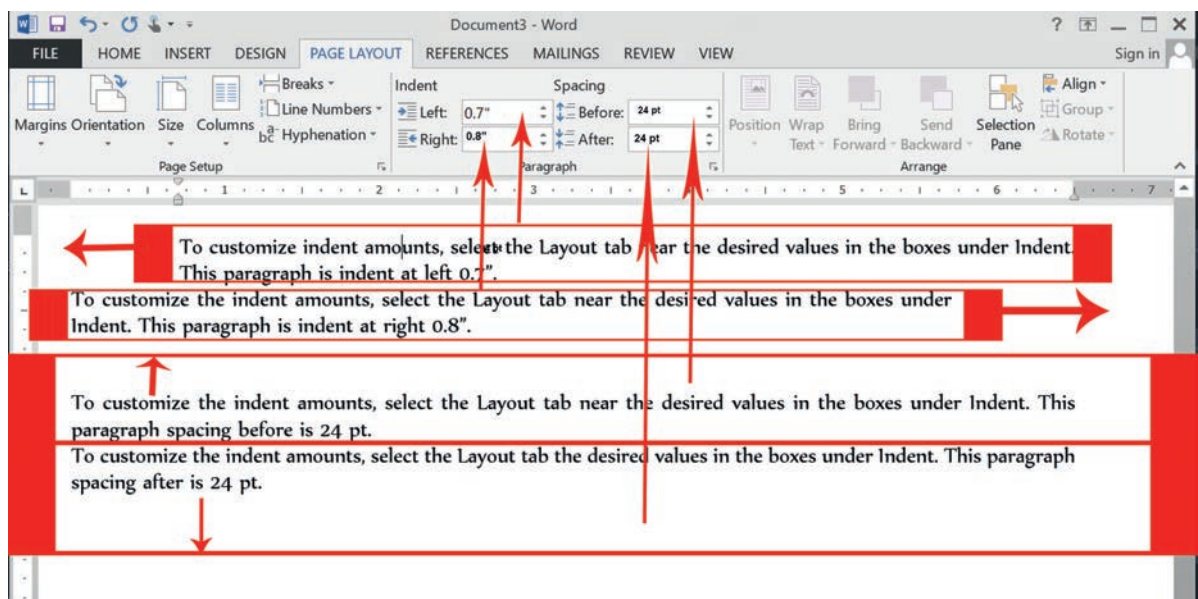 Document3 - Word
FILE HOME INSERT DESIGN PAGE LAYOUT REFERENCES MAILINGS REVIEW VIEW Sign in
Margins Orientation Size Columns
Breaks
Line Numbers
Hyphenation
Page Setup
Indent Spacing
Left: 0.7" Before: 24 pt
Right: 0.8" After: 24 pt
Paragraph
Position Wrap Text Bring Forward Send Backward Selection Pane
Align
Group
Rotate
Arrange
1 2 3 5 6 7
To customize indent amounts, select the Layout tab near the desired values in the boxes under Indent.
This paragraph is indent at left 0.7".
To customize the indent amounts, select the Layout tab near the desired values in the boxes under
Indent. This paragraph is indent at right 0.8".
To customize the indent amounts, select the Layout tab near the desired values in the boxes under Indent. This
paragraph spacing before is 24 pt.
To customize the indent amounts, select the Layout tab the desired values in the boxes under Indent. This paragraph
spacing after is 24 pt.